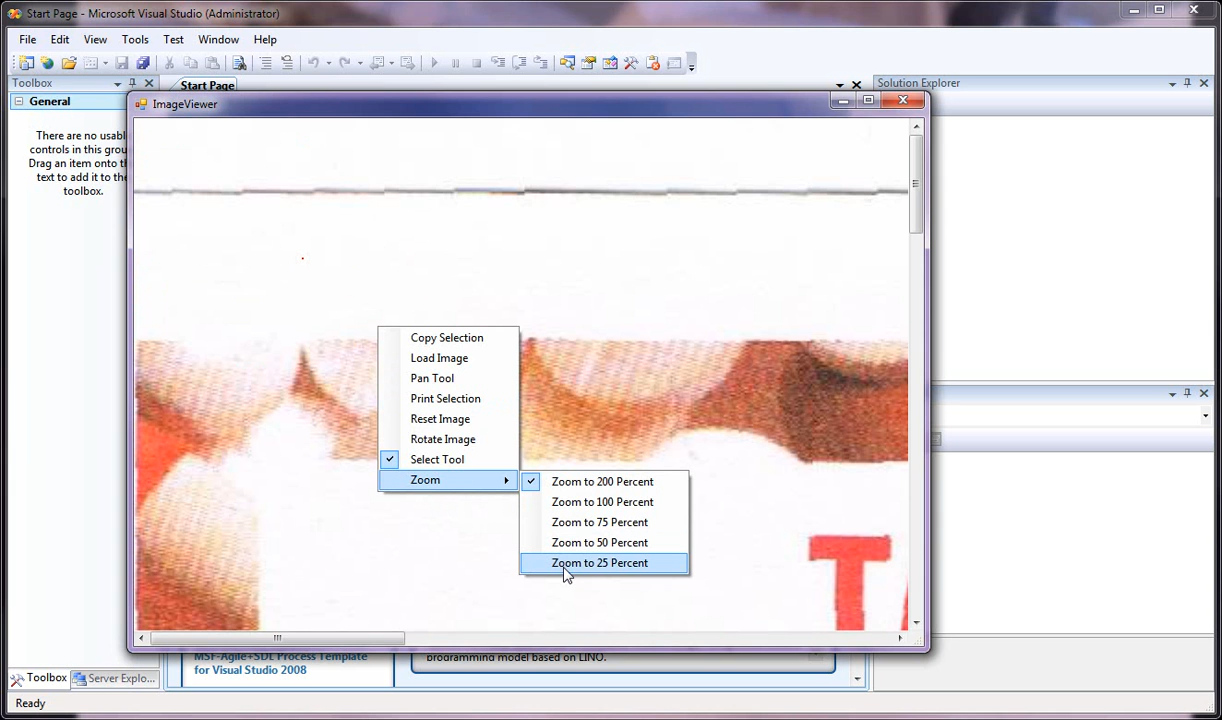 Start Page - Microsoft Visual Studio (Administrator)
File Edit View Tools Test Window Help
Toolbox
Start Page
Solution Explorer
General
There are no usabl
controls in this grou
Drag an item onto th
text to add it to the
toolbox.
ImageViewer
Copy Selection
Load Image
Pan Tool
Print Selection
Reset Image
Rotate Image
Select Tool
Zoom
Zoom to 200 Percent
Zoom to 100 Percent
Zoom to 75 Percent
Zoom to 50 Percent
Zoom to 25 Percent
TA
MSF-Agile+SDL Process Template
for Visual Studio 2008
programming model based on LINQ.
Toolbox
Server Explo...
Ready